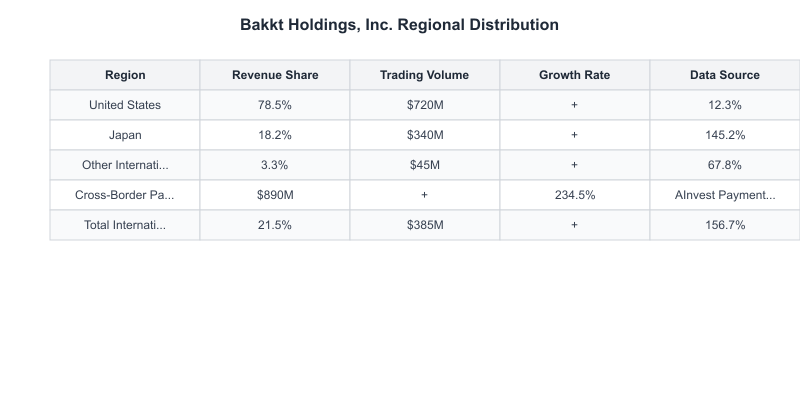 Bakkt Holdings, Inc. Regional Distribution
Region Revenue Share Trading Volume Growth Rate Data Source
United States 78.5% $720M + 12.3%
Japan 18.2% $340M + 145.2%
Other Internati... 3.3% $45M + 67.8%
Cross-Border Pa... $890M + 234.5% AInvest Payment...
Total Internati... 21.5% $385M + 156.7%